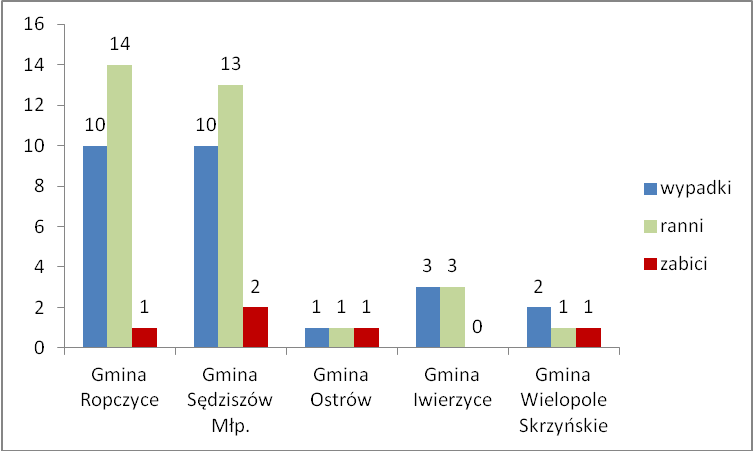 16
14
12
10
8
6
4
2
0
10
14
1
10
13
2
1
1
1
3
3
0
2
1
1
Gmina
Ropczyce
Gmina
Sędziszów
Młp.
Gmina
Ostrów
Gmina
Iwierzyce
Gmina
Wielopole
Skrzyńskie
wypadki
ranni
zabici